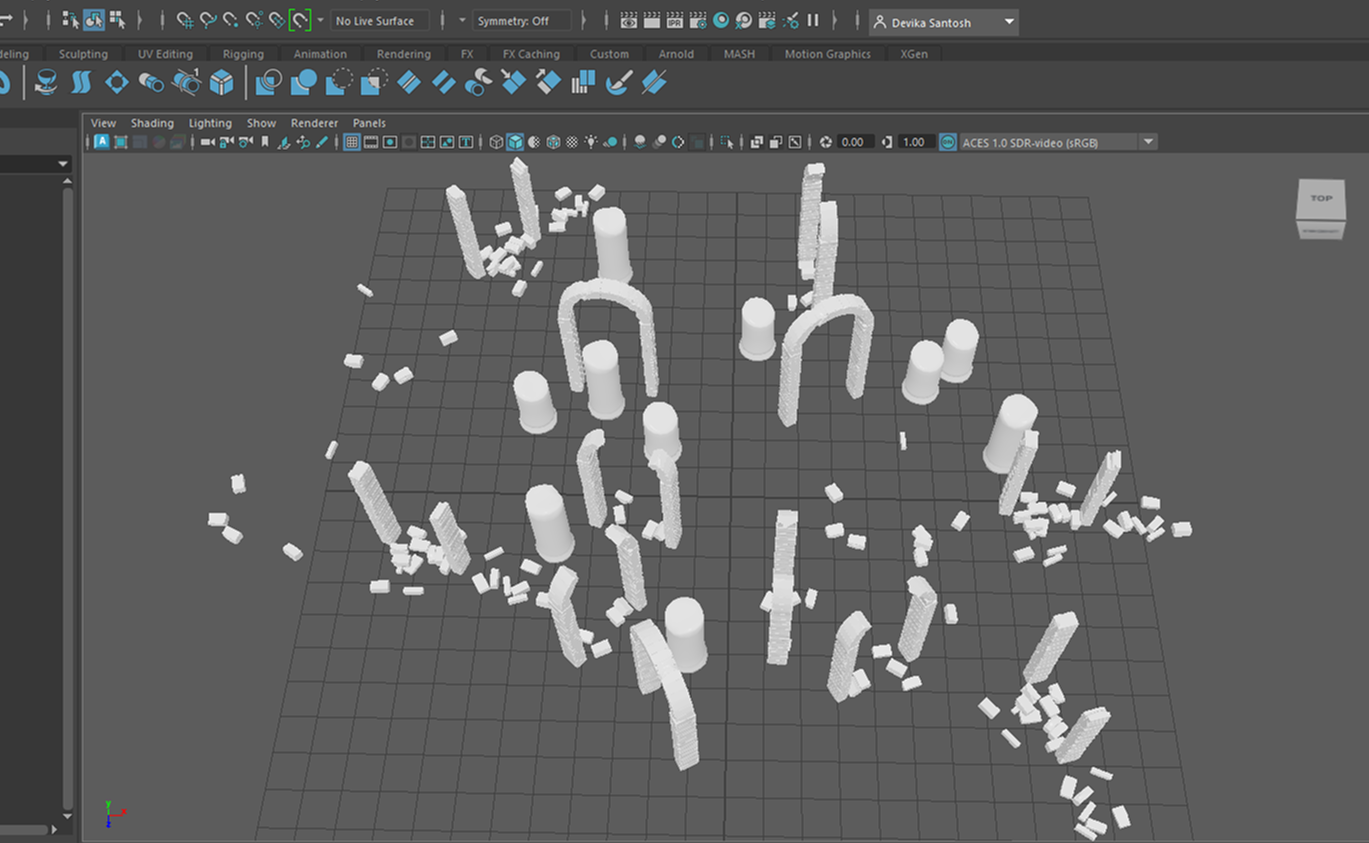 No Live Surface Symmetry: Off IPR Devika Santosh
deling Sculpting UV Editing Rigging Animation Rendering FX FX Caching Custom Arnold MASH Motion Graphics XGen
View Shading Lighting Show Renderer Panels
0.00 1.00 ACES 1.0 SDR-video (sRGB)
TOP
y
x
z